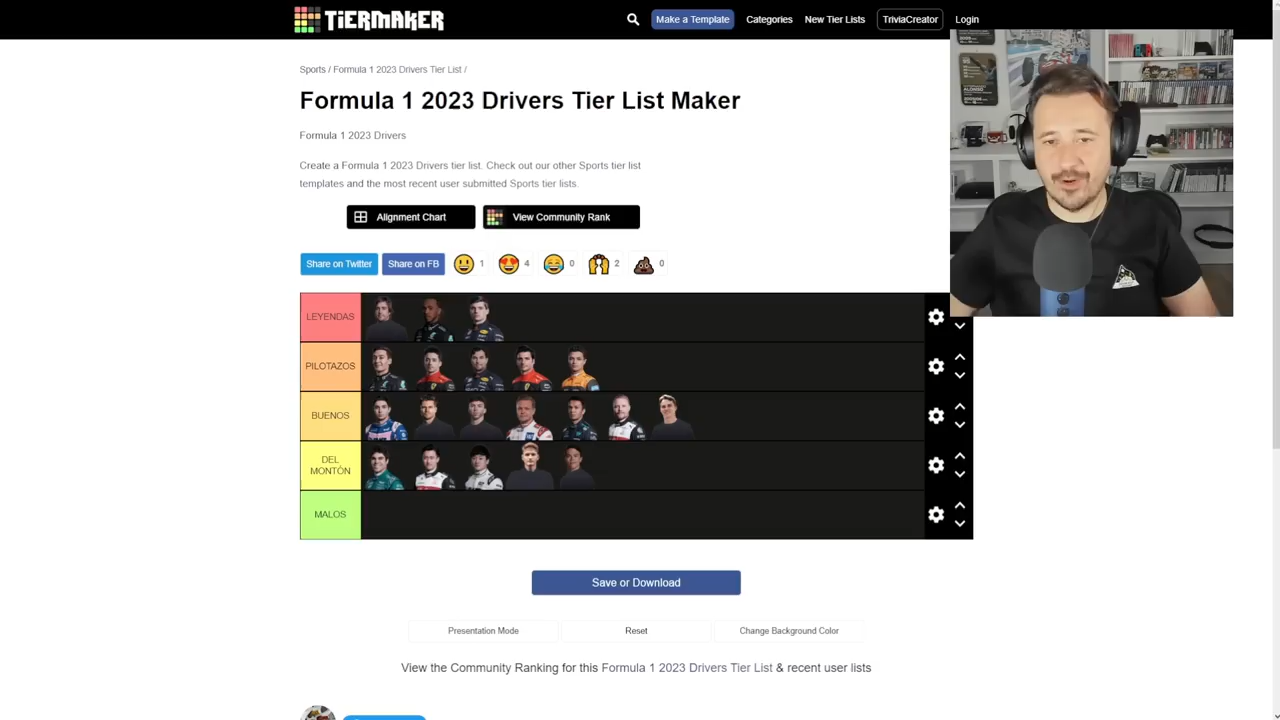 TIERMAKER
Make a Template
Categories
New Tier Lists
TriviaCreator
Login
Sports / Formula 1 2023 Drivers Tier List /
Formula 1 2023 Drivers Tier List Maker
Formula 1 2023 Drivers
Create a Formula 1 2023 Drivers tier list. Check out our other Sports tier list
templates and the most recent user submitted Sports tier lists.
Alignment Chart
View Community Rank
Share on Twitter
Share on FB
1
4
0
2
0
LEYENDAS
PILOTAZOS
BUENOS
DEL
MONTÓN
MALOS
Save or Download
Presentation Mode
Reset
Change Background Color
View the Community Ranking for this Formula 1 2023 Drivers Tier List & recent user lists
ALONSO